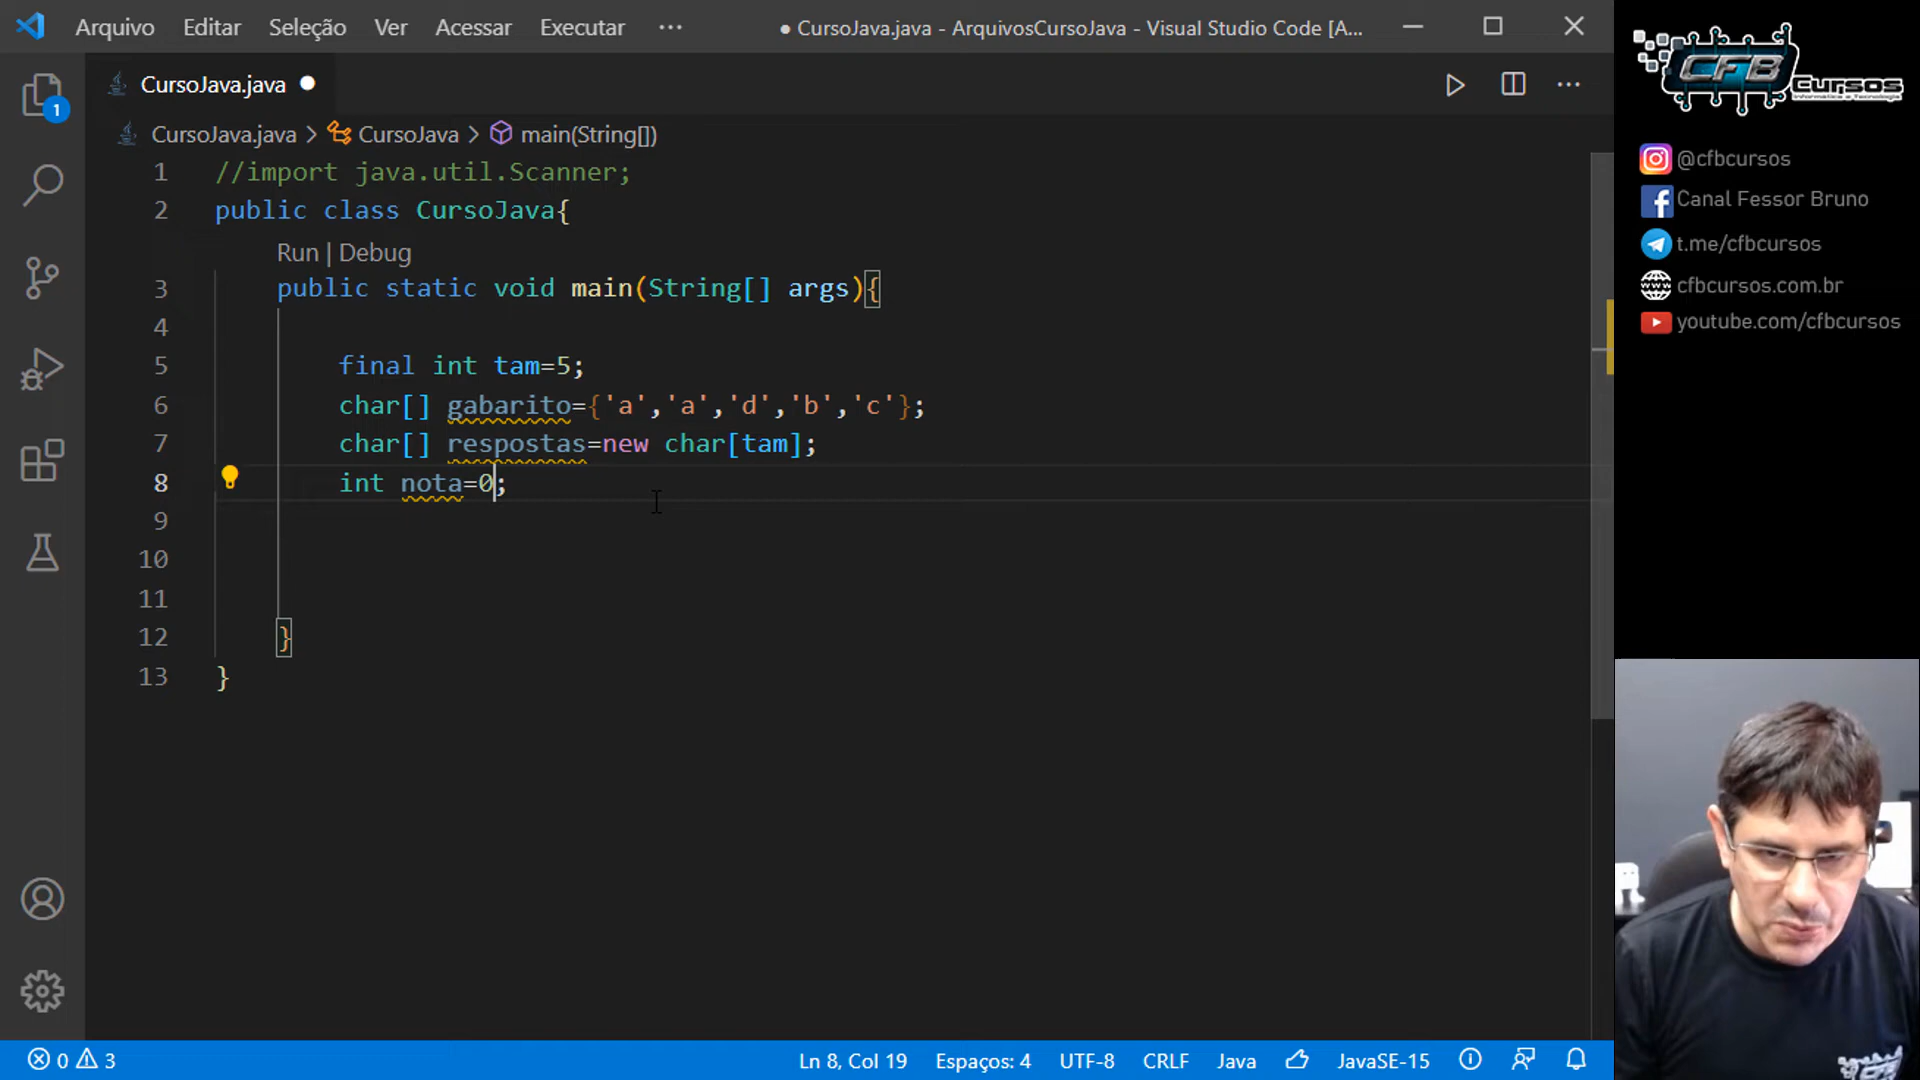 Arquivo Editar Seleção Ver Acessar Executar ··· ● CursoJava.java - ArquivosCursoJava - Visual Studio Code [A...
CursoJava.java ●
1
CursoJava.java > CursoJava > main(String[])
1 //import java.util.Scanner;
2 public class CursoJava{
Run | Debug
3 public static void main(String[] args){
4
5 final int tam=5;
6 char[] gabarito={'a','a','d','b','c'};
7 char[] respostas=new char[tam];
8 int nota=0;
9
10
11
12 }
13 }
0 3 Ln 8, Col 19 Espaços: 4 UTF-8 CRLF Java JavaSE-15
CFB Cursos
Informática e Tecnologia
@cfbcursos
Canal Fessor Bruno
t.me/cfbcursos
cfbcursos.com.br
youtube.com/cfbcursos